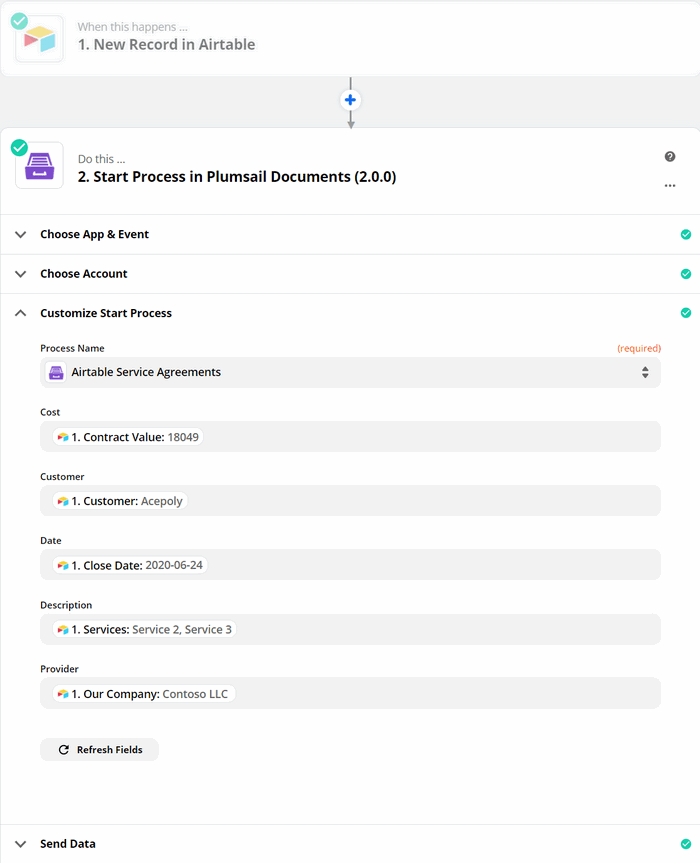 When this happens ...
1. New Record in Airtable
Do this ...
2. Start Process in Plumsail Documents (2.0.0)
Choose App & Event
Choose Account
Customize Start Process
Process Name (required)
Airtable Service Agreements
Cost
1. Contract Value: 18049
Customer
1. Customer: Acepoly
Date
1. Close Date: 2020-06-24
Description
1. Services: Service 2, Service 3
Provider
1. Our Company: Contoso LLC
Refresh Fields
Send Data